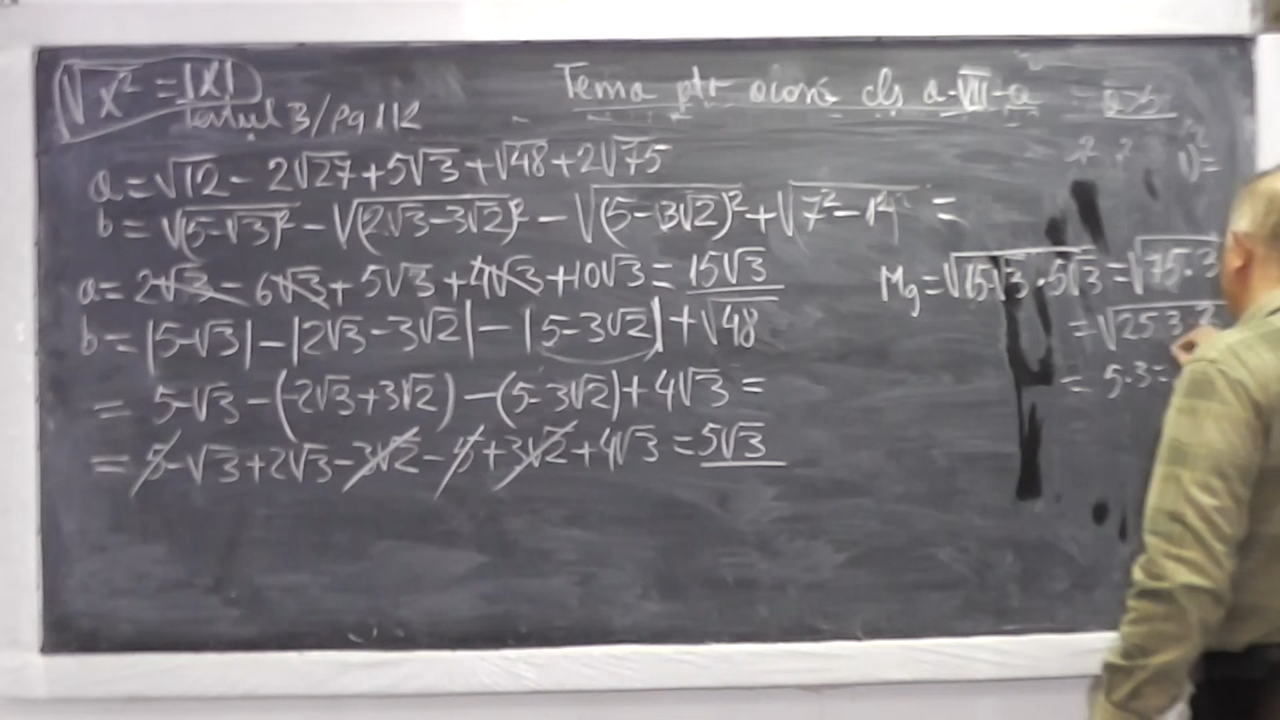 √x² = |x|
Tema ptr acasă cls a-VII-a
Testul 3/pg 112
a = √12 - 2√27 + 5√3 + √48 + 2√75
b = √(5-√3)² - √(2√3-3√2)² - √(5-3√2)² + √7²-1² =
a = 2√3 - 6√3 + 5√3 + 4√3 + 10√3 = 15√3
b = |5-√3| - |2√3-3√2| - |5-3√2| + √48
= 5-√3 - (-2√3+3√2) - (5-3√2) + 4√3 =
= 5-√3 + 2√3 - 3√2 - 5 + 3√2 + 4√3 = 5√3
Mg = √15√3·5√3 = √75·3
= √25·3·3
= 5·3 =